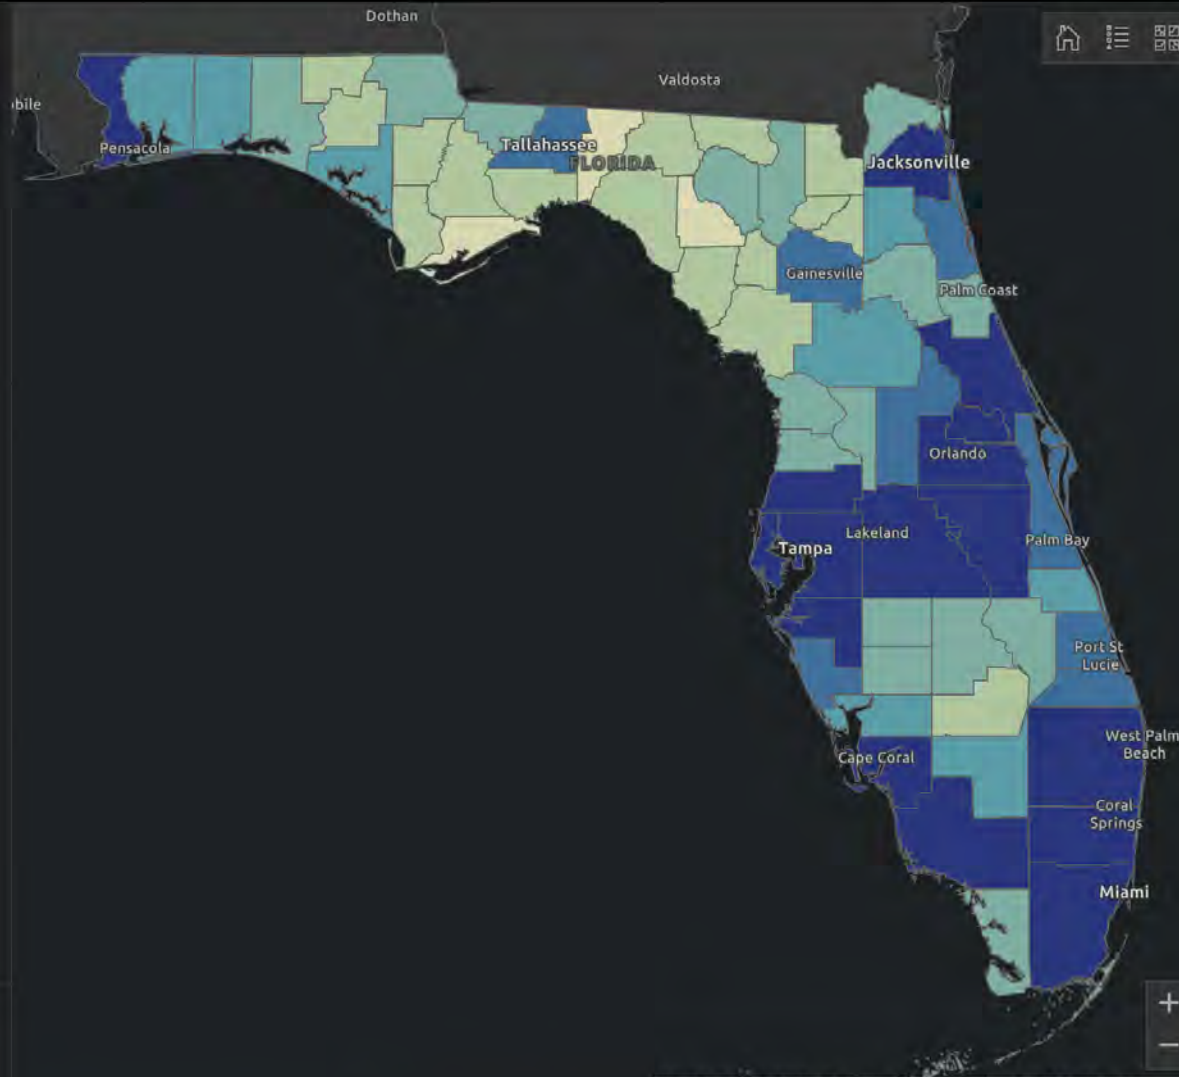 Dothan
Valdosta
obile
Pensacola
Tallahassee
FLORIDA
Jacksonville
Gainesville
Palm Coast
Orlando
Lakeland
Tampa
Palm Bay
Port St
Lucie
West Palm
Beach
Cape Coral
Coral
Springs
Miami
+
−